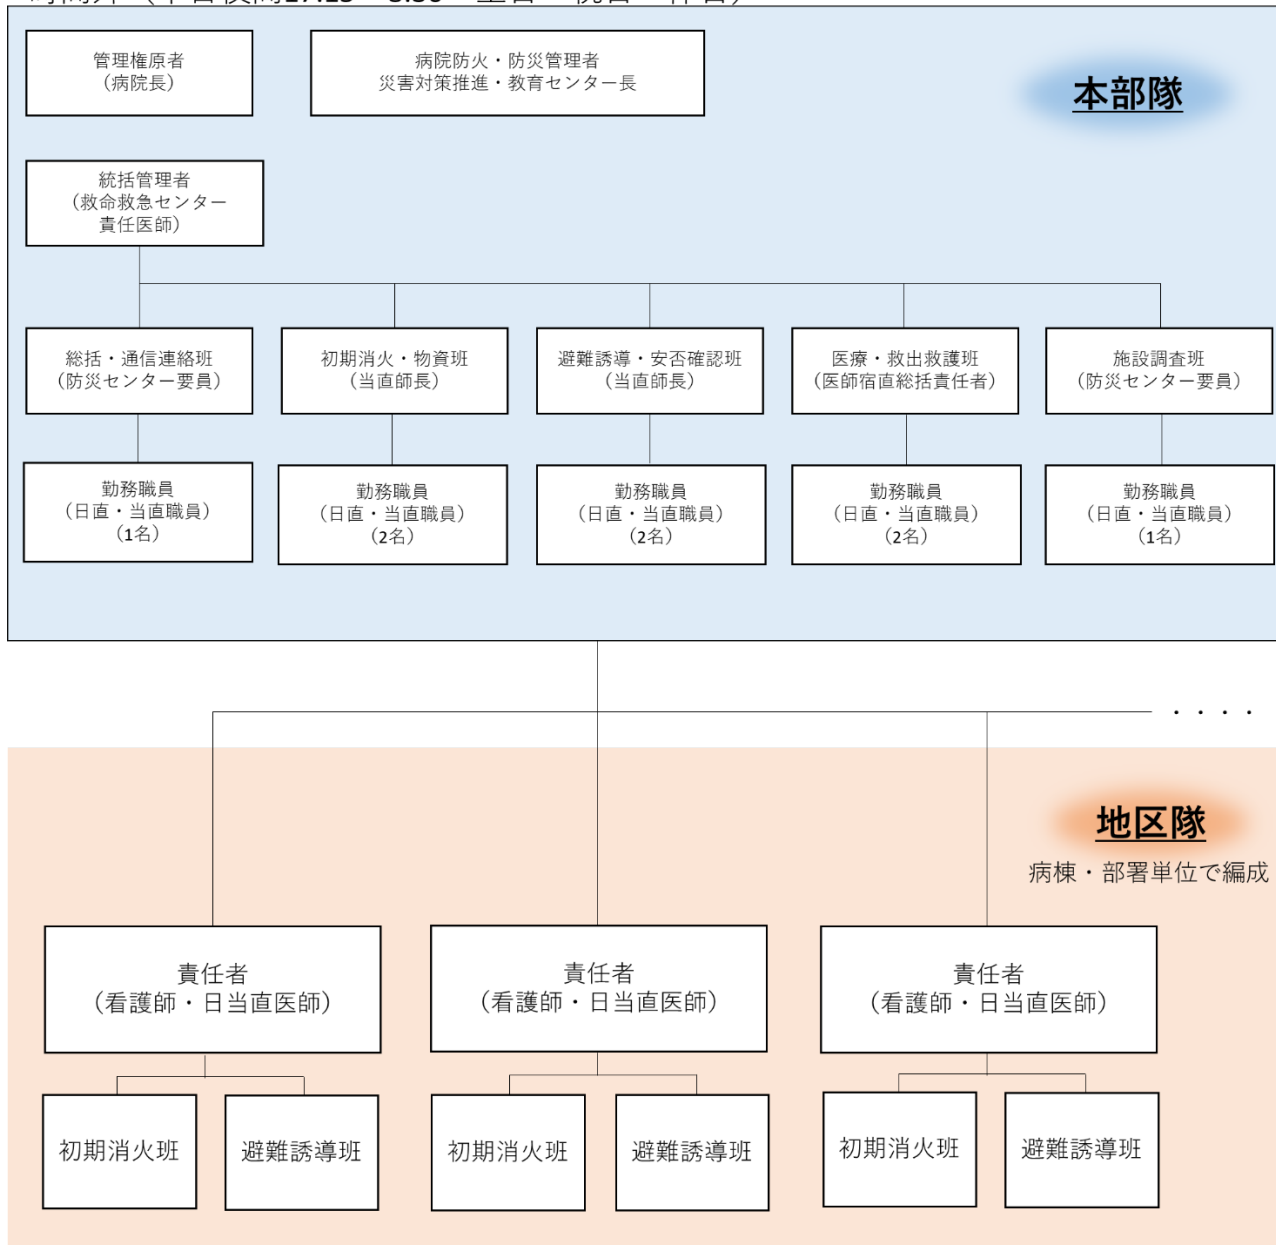 管理権原者
（病院長）
病院防火・防災管理者
災害対策推進・教育センター長
本部隊
統括管理者
（救命救急センター
責任医師）
総括・通信連絡班
（防災センター要員）
初期消火・物資班
（当直師長）
避難誘導・安否確認班
（当直師長）
医療・救出救護班
（医師宿直総括責任者）
施設調査班
（防災センター要員）
勤務職員
（日直・当直職員）
（1名）
勤務職員
（日直・当直職員）
（2名）
勤務職員
（日直・当直職員）
（2名）
勤務職員
（日直・当直職員）
（2名）
勤務職員
（日直・当直職員）
（1名）
・・・・
地区隊
病棟・部署単位で編成
責任者
（看護師・日当直医師）
責任者
（看護師・日当直医師）
責任者
（看護師・日当直医師）
初期消火班
避難誘導班
初期消火班
避難誘導班
初期消火班
避難誘導班